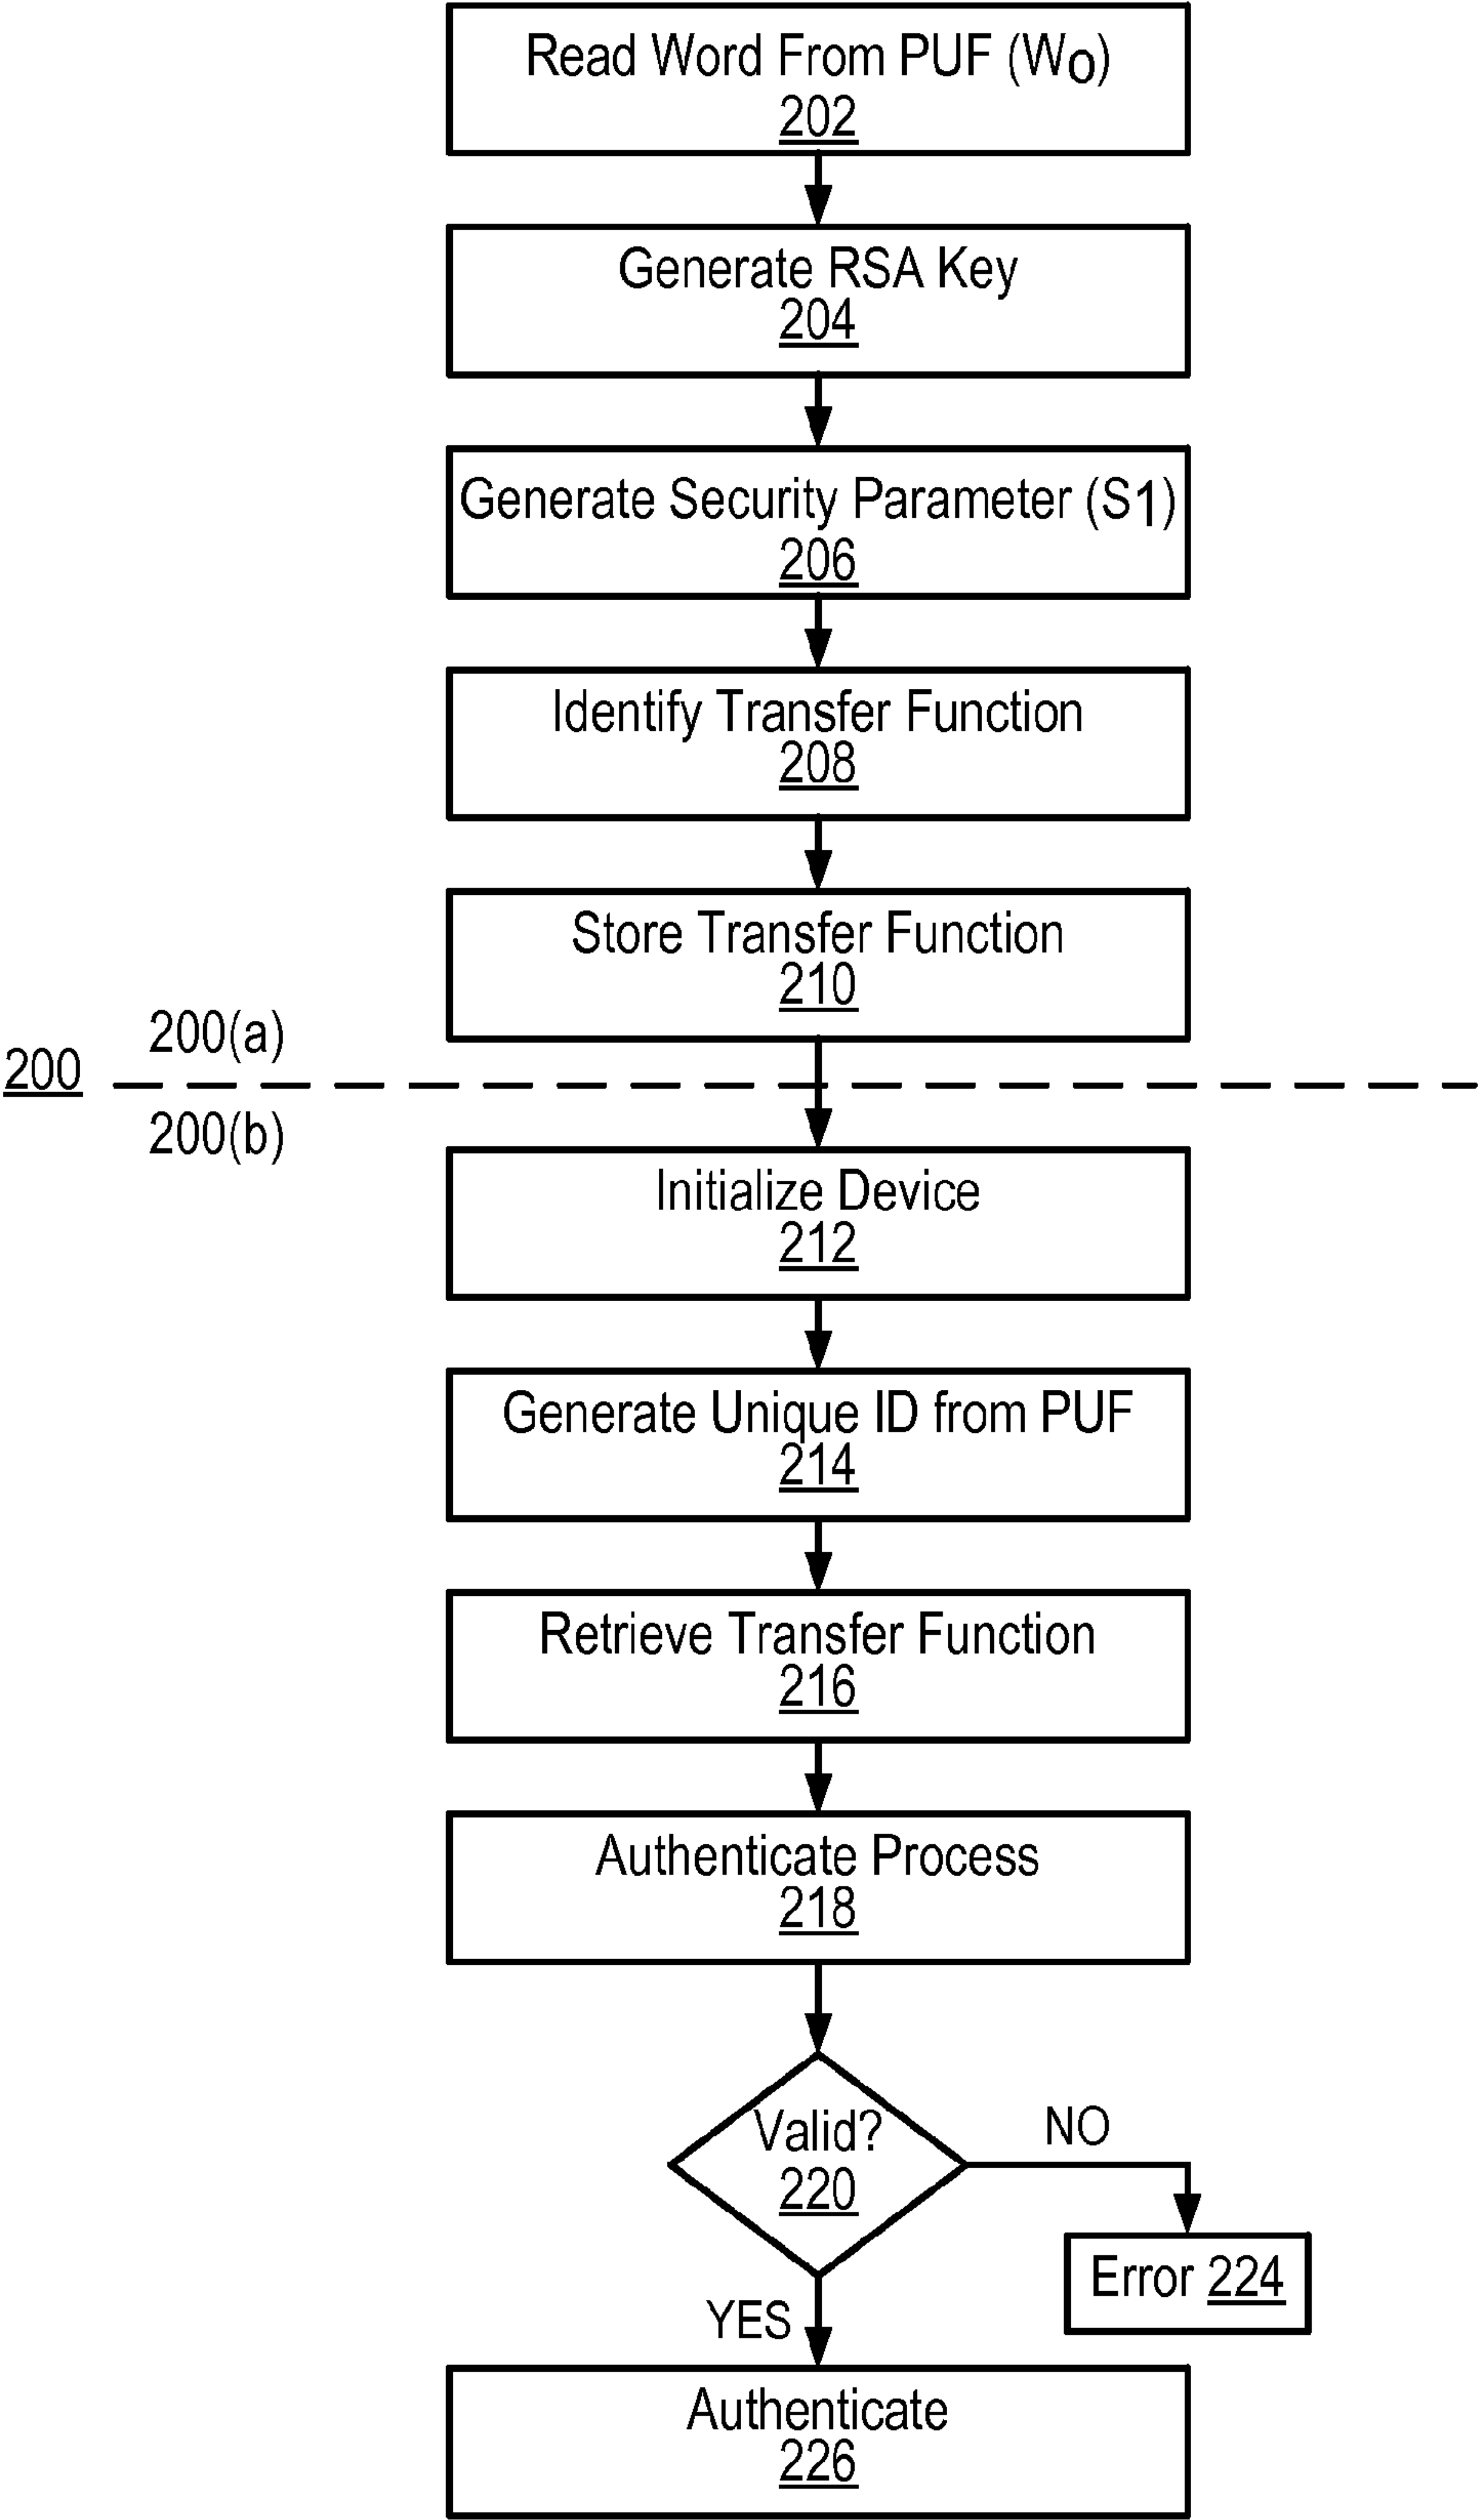 Read Word From PUF (W0)
202
Generate RSA Key
204
Generate Security Parameter (S1)
206
Identify Transfer Function
208
Store Transfer Function
210
200(a)
200
200(b)
Initialize Device
212
Generate Unique ID from PUF
214
Retrieve Transfer Function
216
Authenticate Process
218
Valid?
220
NO
Error 224
YES
Authenticate
226